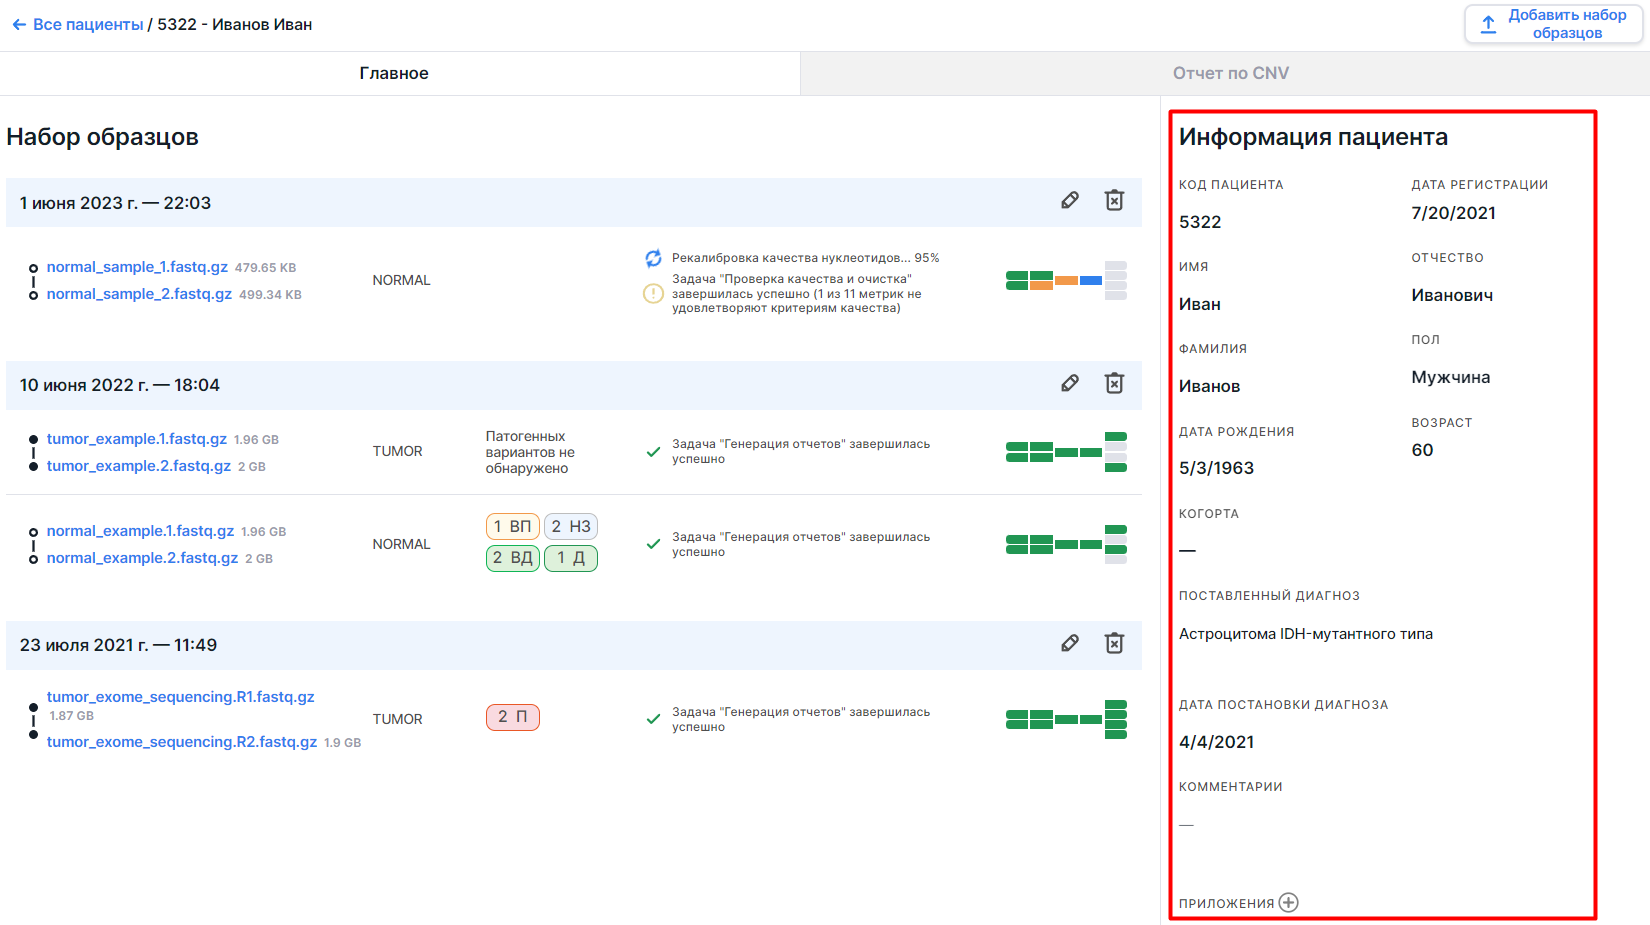 ← Все пациенты / 5322 - Иванов Иван
Добавить набор
образцов
Главное
Отчет по CNV
Набор образцов
1 июня 2023 г. — 22:03
normal_sample_1.fastq.gz 479.65 KB
normal_sample_2.fastq.gz 499.34 KB
NORMAL
Рекалибровка качества нуклеотидов... 95%
Задача "Проверка качества и очистка"
завершилась успешно (1 из 11 метрик не
удовлетворяют критериям качества)
10 июня 2022 г. — 18:04
tumor_example.1.fastq.gz 1.96 GB
tumor_example.2.fastq.gz 2 GB
TUMOR
Патогенных
вариантов не
обнаружено
Задача "Генерация отчетов" завершилась
успешно
normal_example.1.fastq.gz 1.96 GB
normal_example.2.fastq.gz 2 GB
NORMAL
1 ВП 2 НЗ
2 ВД 1 Д
Задача "Генерация отчетов" завершилась
успешно
23 июля 2021 г. — 11:49
tumor_exome_sequencing.R1.fastq.gz
1.87 GB
tumor_exome_sequencing.R2.fastq.gz 1.9 GB
TUMOR
2 П
Задача "Генерация отчетов" завершилась
успешно
Информация пациента
КОД ПАЦИЕНТА
5322
ДАТА РЕГИСТРАЦИИ
7/20/2021
ИМЯ
Иван
ОТЧЕСТВО
Иванович
ФАМИЛИЯ
Иванов
ПОЛ
Мужчина
ДАТА РОЖДЕНИЯ
5/3/1963
ВОЗРАСТ
60
КОГОРТА
—
ПОСТАВЛЕННЫЙ ДИАГНОЗ
Астроцитома IDH-мутантного типа
ДАТА ПОСТАНОВКИ ДИАГНОЗА
4/4/2021
КОММЕНТАРИИ
—
ПРИЛОЖЕНИЯ